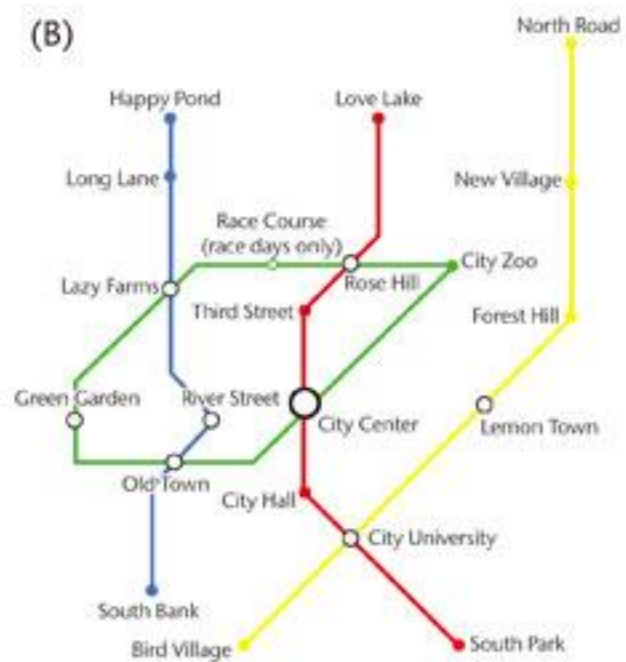 (B)
North Road
Happy Pond
Love Lake
Long Lane
New Village
Race Course
(race days only)
City Zoo
Lazy Farms
Rose Hill
Third Street
Forest Hill
Green Garden
River Street
City Center
Lemon Town
Old Town
City Hall
City University
South Bank
Bird Village
South Park